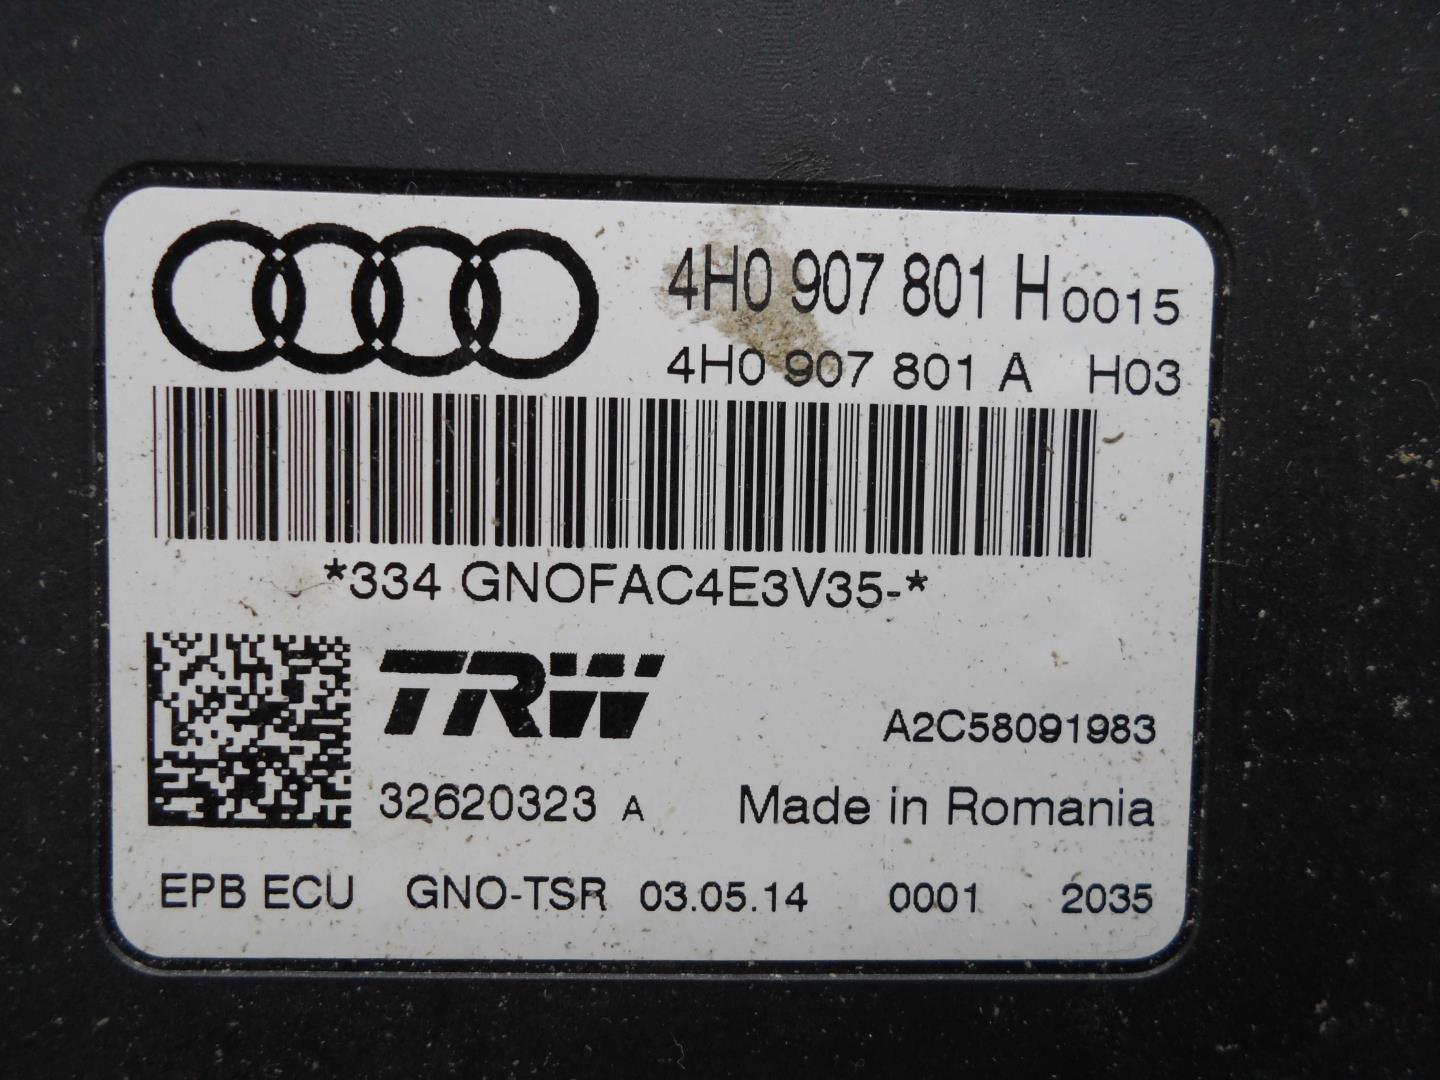 4H0 907 801 H 0015
4H0 907 801 A H03
*334 GNOFAC4E3V35-*
TRW
A2C58091983
32620323 A Made in Romania
EPB ECU GNO-TSR 03.05.14 0001 2035